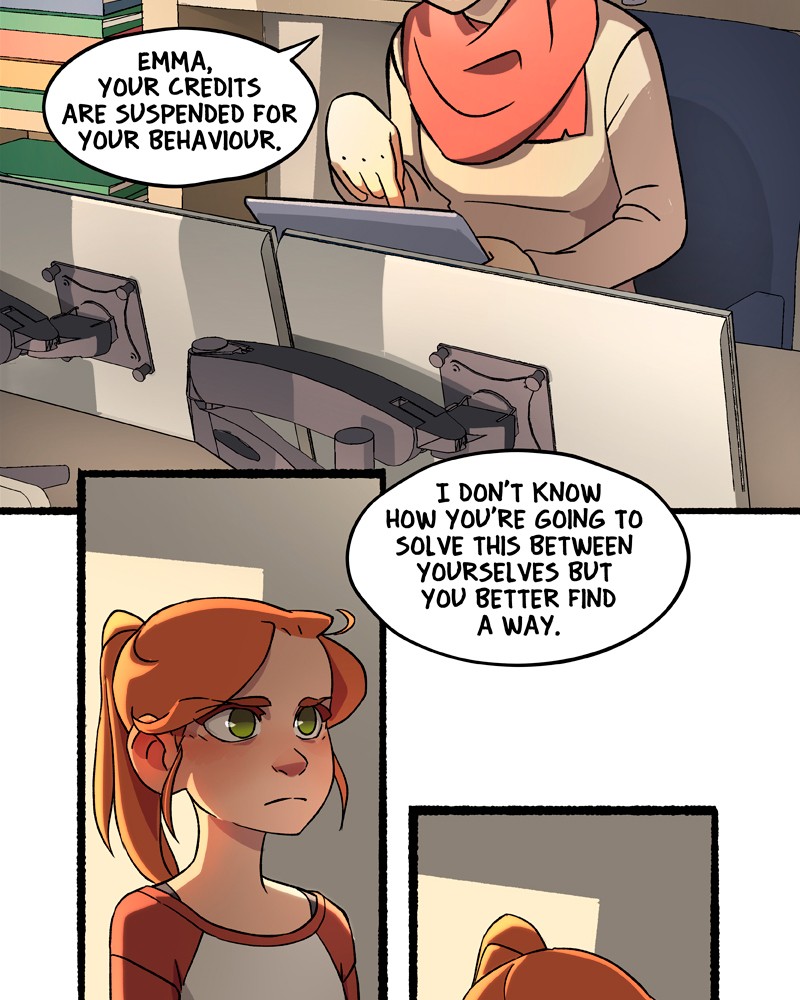 EMMA,
YOUR CREDITS
ARE SUSPENDED FOR
YOUR BEHAVIOUR.
I DON'T KNOW
HOW YOU'RE GOING TO
SOLVE THIS BETWEEN
YOURSELVES BUT
YOU BETTER FIND
A WAY.